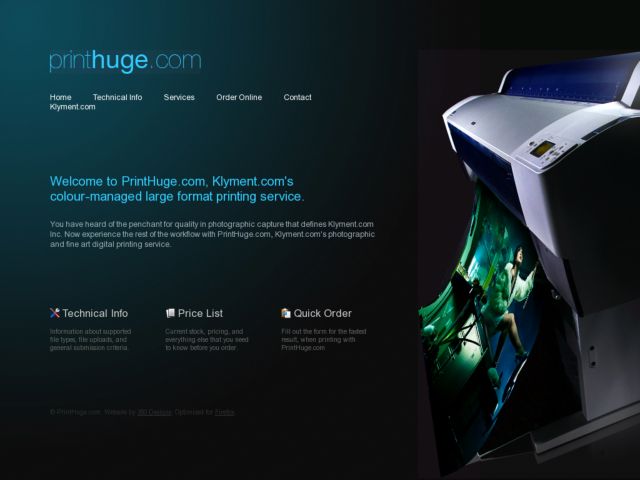 printhuge.com
Home Technical Info Services Order Online Contact
Klyment.com
Welcome to PrintHuge.com, Klyment.com's
colour-managed large format printing service.
You have heard of the penchant for quality in photographic capture that defines Klyment.com
Inc. Now experience the rest of the workflow with PrintHuge.com, Klyment.com's photographic
and fine art digital printing service.
Technical Info Price List Quick Order
Information about supported Current stock, pricing, and Fill out the form for the fastest
file types, file uploads, and everything else that you need result, when printing with
general submission criteria. to know before you order. PrintHuge.com
© PrintHuge.com. Website by Designs. Optimised for Firefox.